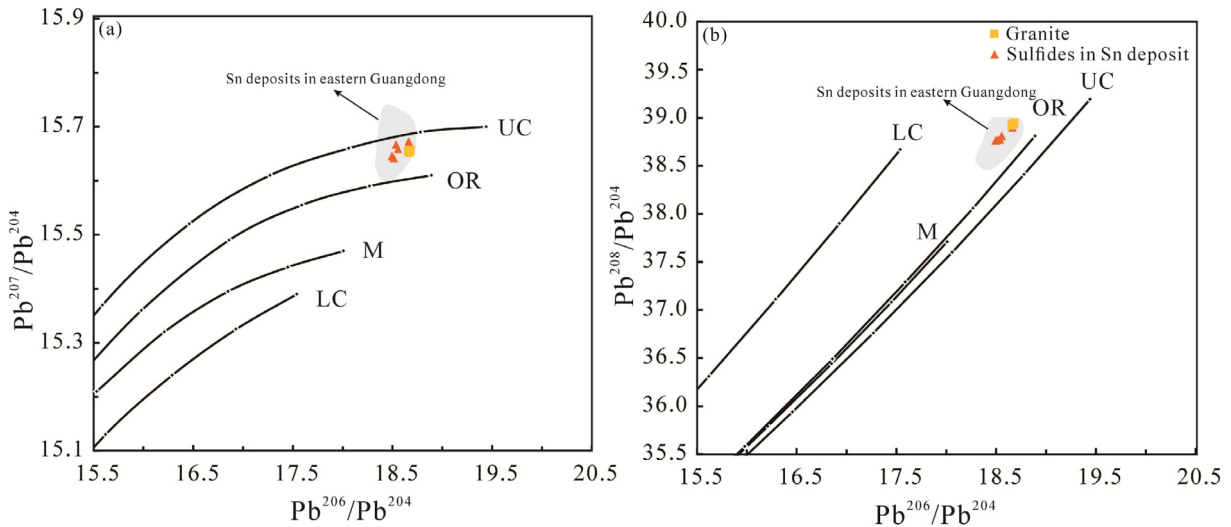 (a)
15.9
15.7
15.5
15.3
15.1
Pb²⁰⁷/Pb²⁰⁴
Sn deposits in eastern Guangdong
UC
OR
M
LC
15.5 16.5 17.5 18.5 19.5 20.5
Pb²⁰⁶/Pb²⁰⁴
(b)
40.0
39.5
39.0
38.5
38.0
37.5
37.0
36.5
36.0
35.5
Pb²⁰⁸/Pb²⁰⁴
Granite
Sulfides in Sn deposit
Sn deposits in eastern Guangdong
UC
OR
LC
M
15.5 16.5 17.5 18.5 19.5 20.5
Pb²⁰⁶/Pb²⁰⁴